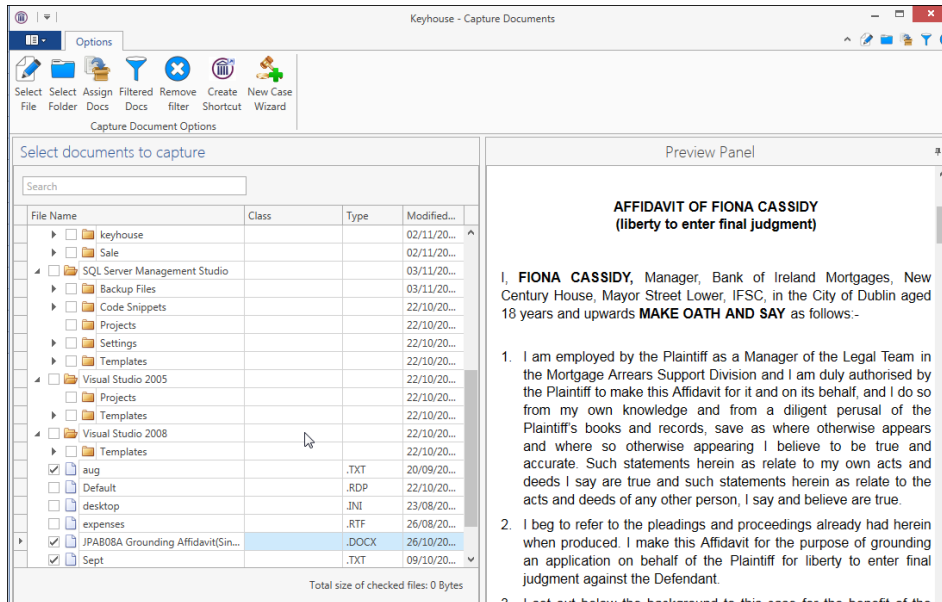 Keyhouse - Capture Documents
Options
Select File
Select Folder
Assign Docs
Filtered Docs
Remove filter
Create Shortcut
New Case Wizard
Capture Document Options
Select documents to capture
Search
File Name Class Type Modified...
keyhouse 02/11/20...
Sale 02/11/20...
SQL Server Management Studio 03/11/20...
Backup Files 03/11/20...
Code Snippets 22/10/20...
Projects 22/10/20...
Settings 22/10/20...
Templates 22/10/20...
Visual Studio 2005 22/10/20...
Projects 22/10/20...
Templates 22/10/20...
Visual Studio 2008 22/10/20...
Templates 22/10/20...
aug .TXT 20/09/20...
Default .RDP 22/10/20...
desktop .INI 23/08/20...
expenses .RTF 26/08/20...
JPAB08A Grounding Affidavit(Sin... .DOCX 26/10/20...
Sept .TXT 09/10/20...
Total size of checked files: 0 Bytes
Preview Panel
AFFIDAVIT OF FIONA CASSIDY
(liberty to enter final judgment)
I, FIONA CASSIDY, Manager, Bank of Ireland Mortgages, New
Century House, Mayor Street Lower, IFSC, in the City of Dublin aged
18 years and upwards MAKE OATH AND SAY as follows:-
1. I am employed by the Plaintiff as a Manager of the Legal Team in
the Mortgage Arrears Support Division and I am duly authorised by
the Plaintiff to make this Affidavit for it and on its behalf, and I do so
from my own knowledge and from a diligent perusal of the
Plaintiff's books and records, save as where otherwise appears
and where so otherwise appearing I believe to be true and
accurate. Such statements herein as relate to my own acts and
deeds I say are true and such statements herein as relate to the
acts and deeds of any other person, I say and believe are true.
2. I beg to refer to the pleadings and proceedings already had herein
when produced. I make this Affidavit for the purpose of grounding
an application on behalf of the Plaintiff for liberty to enter final
judgment against the Defendant.